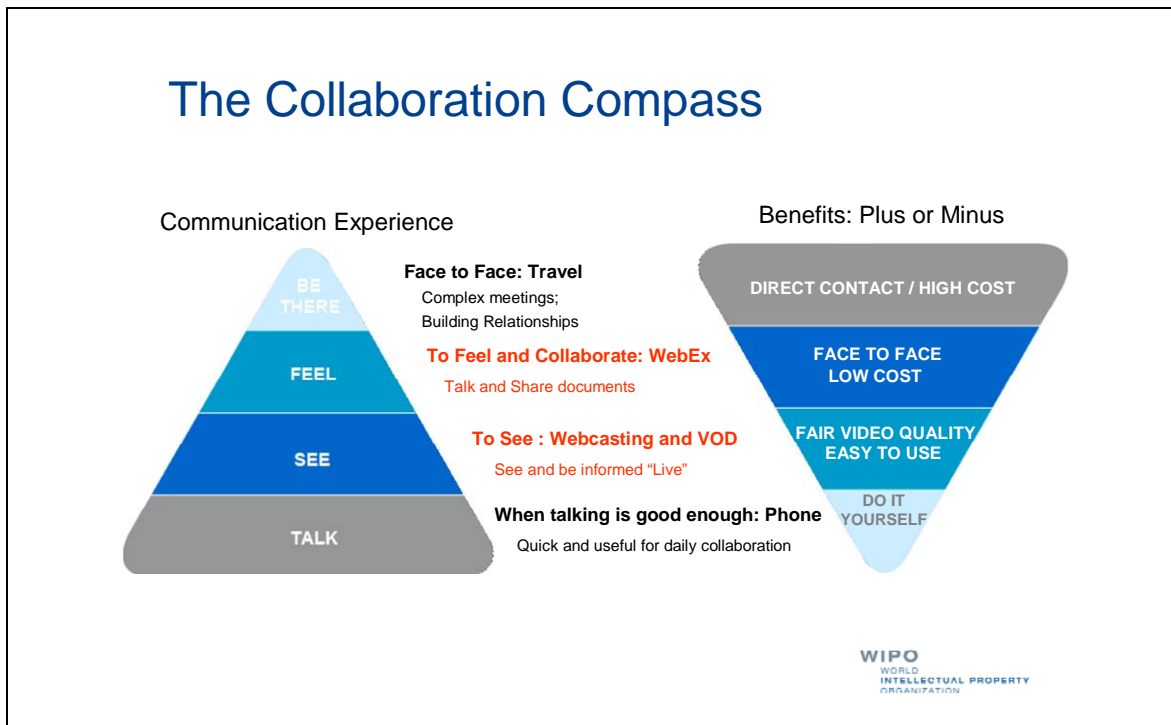 The Collaboration Compass
Communication Experience
BE
THERE
FEEL
SEE
TALK
Face to Face: Travel
Complex meetings;
Building Relationships
To Feel and Collaborate: WebEx
Talk and Share documents
To See : Webcasting and VOD
See and be informed “Live”
When talking is good enough: Phone
Quick and useful for daily collaboration
Benefits: Plus or Minus
DIRECT CONTACT / HIGH COST
FACE TO FACE
LOW COST
FAIR VIDEO QUALITY
EASY TO USE
DO IT
YOURSELF
WIPO
WORLD
INTELLECTUAL PROPERTY
ORGANIZATION